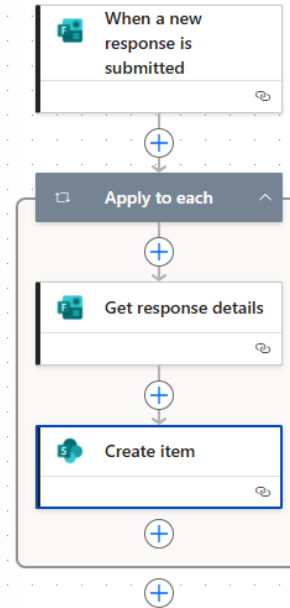 When a new
response is
submitted
Apply to each
Get response details
Create item